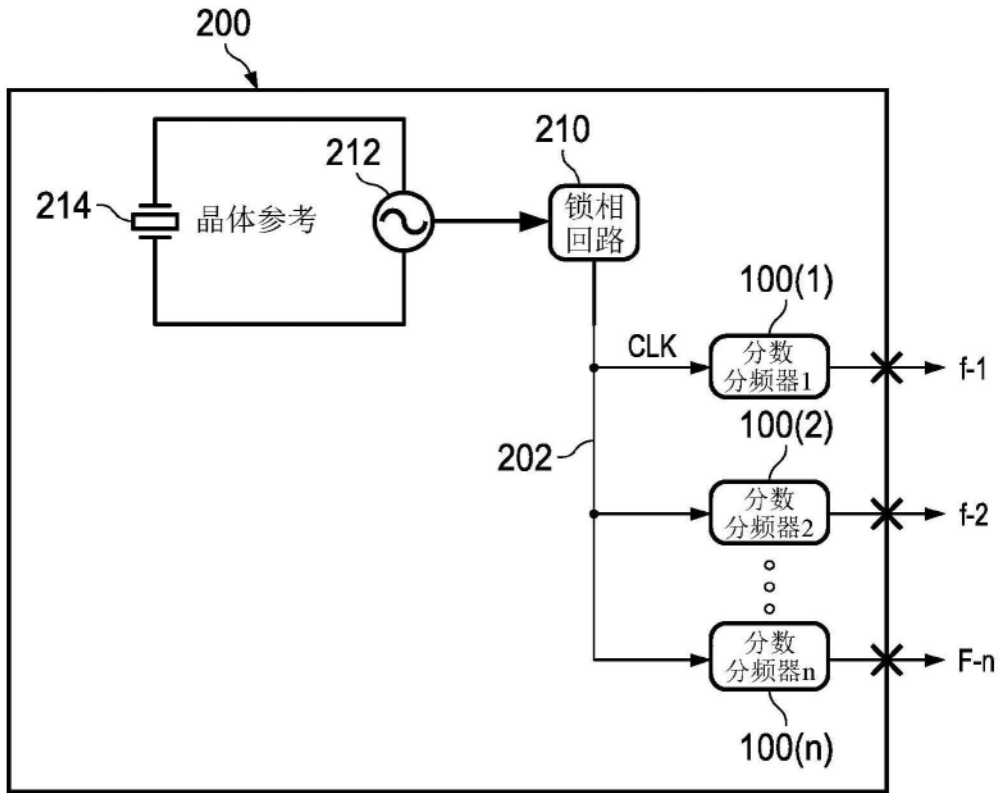 200
212
210
214
晶体参考
锁相
回路
100(1)
CLK
分数
分频器1
f-1
100(2)
202
分数
分频器2
f-2
分数
分频器n
F-n
100(n)